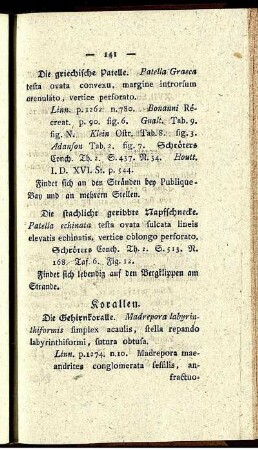 — 141 —
Die griechische Patelle. Patella Graeca
testa ovata convexa, margine introrsum
crenulato, vertice perforato.
Linn. p. 1262. n. 780. Bonanni Ré-
creat. p. 90. fig. 6. Gualt. Tab. 9.
fig. N. Klein Ostr. Tab. 8. fig. 3.
Adanson Tab. 2. fig. 7. Schröters
Conch. Th. 2. S. 437. N. 34. Houtt.
I. D. XVI. St. p. 544.
Findet sich an den Stränden bey Publique-
Bay und an mehrern Stellen.
Die stachlicht geribbte Napfschnecke.
Patella echinata testa ovata sulcata lineis
elevatis echinatis, vertice oblongo perforato.
Schröters Conch. Th. 2. S. 513. N.
168. Taf. 6. Fig. 12.
Findet sich lebendig auf den Bergklippen am
Strande.
Korallen.
Die Gehirnkoralle. Madrepora labyrin-
thiformis simplex acaulis, stella repando
labyrinthiformi, sutura obtusa.
Linn. p. 1274. n. 10. Madrepora mae-
andrites conglomerata sessilis, an-
fractuo-